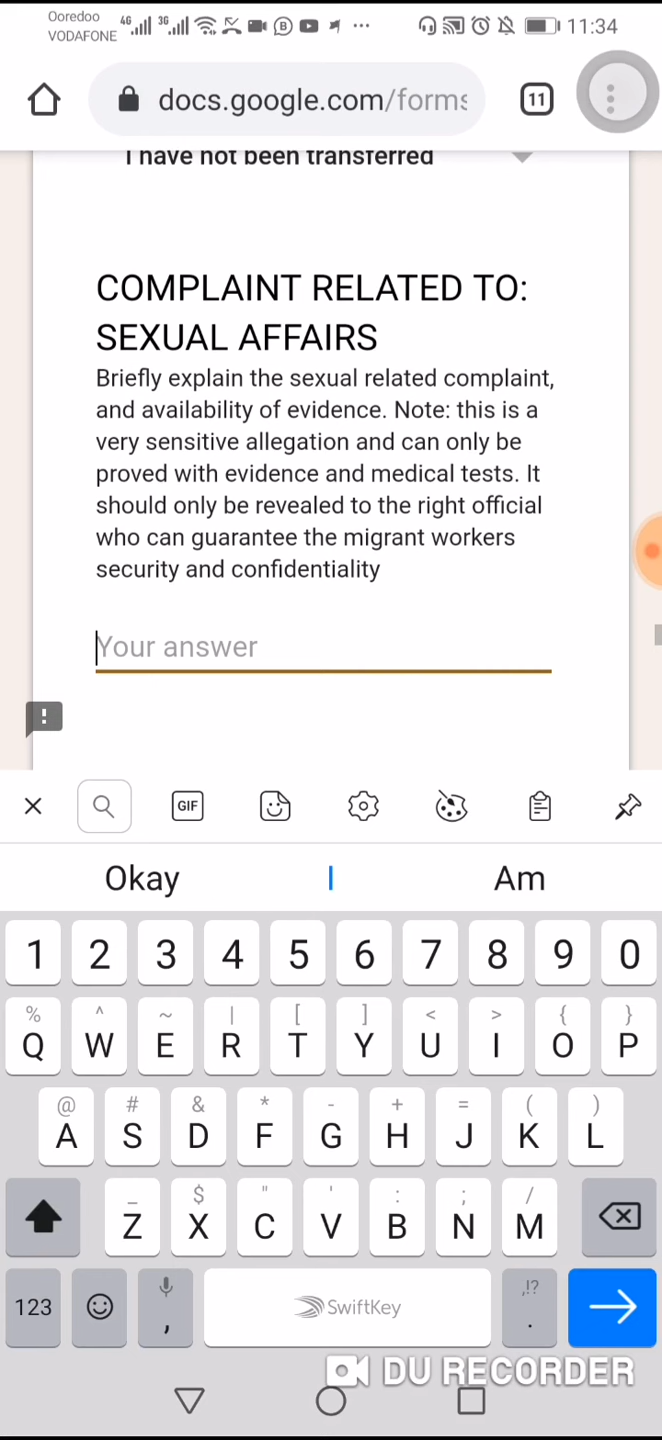 Ooredoo
VODAFONE
4G 3G B ... 11:34
docs.google.com/forms
11
I have not been transferred
COMPLAINT RELATED TO:
SEXUAL AFFAIRS
Briefly explain the sexual related complaint,
and availability of evidence. Note: this is a
very sensitive allegation and can only be
proved with evidence and medical tests. It
should only be revealed to the right official
who can guarantee the migrant workers
security and confidentiality
Your answer
!
GIF
Okay I Am
1 2 3 4 5 6 7 8 9 0
% ^ ~ | [ ] < > { }
Q W E R T Y U I O P
@ # & * - + = ( )
A S D F G H J K L
_ $ " ' : ; /
Z X C V B N M
,!?
123 , SwiftKey .
DU RECORDER